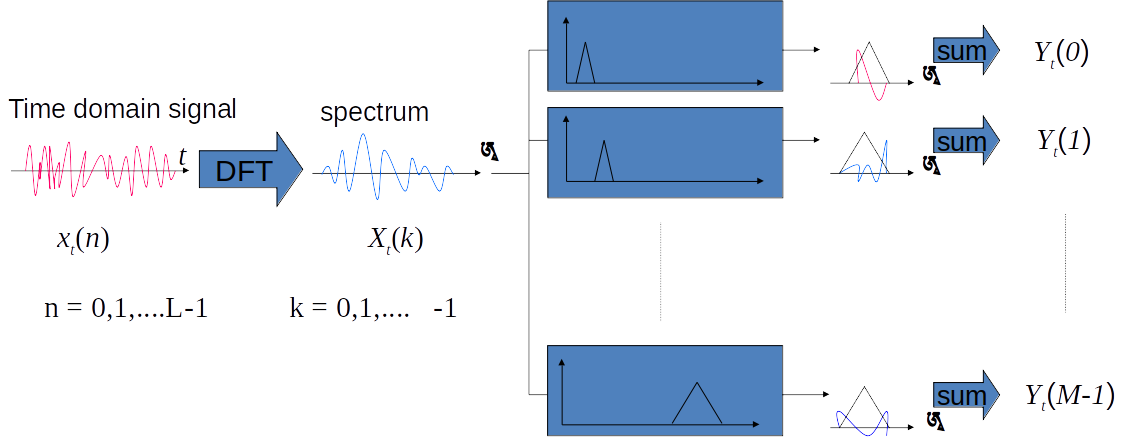 Time domain signal
t
DFT
x_t(n)
n = 0,1,....L-1
spectrum
X_t(k)
k = 0,1,.... -1
sum
Y_t(0)
sum
Y_t(1)
sum
Y_t(M-1)